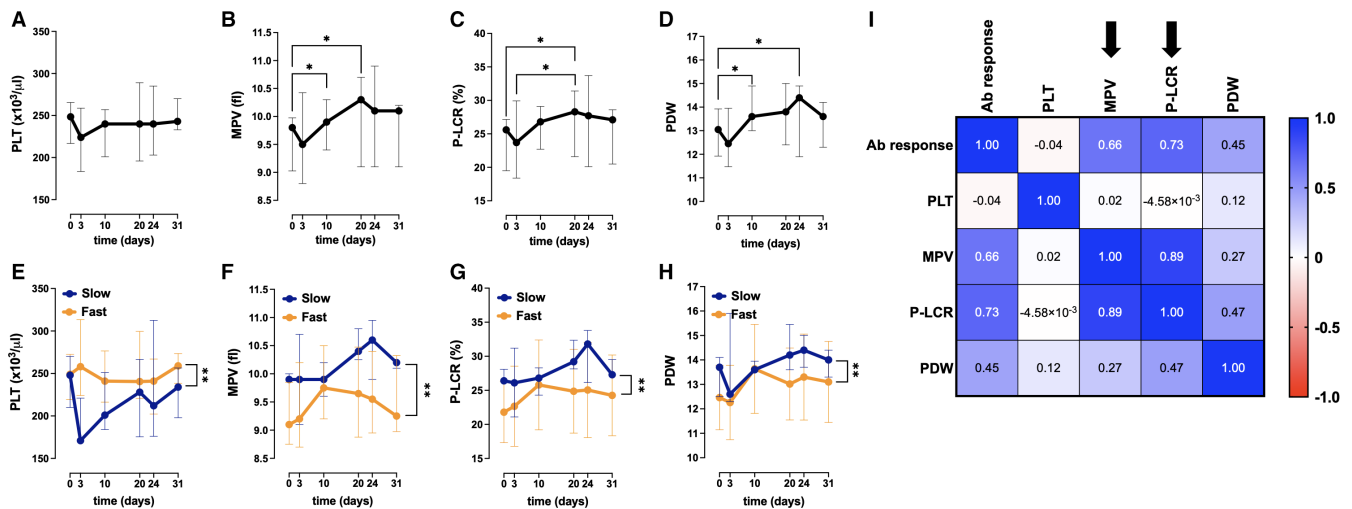 A
PLT (x10³/μl)
350
300
250
200
150
0 3 10 20 24 31
time (days)
B
MPV (fl)
11.5
11.0
10.5
10.0
9.5
9.0
8.5
*
*
0 3 10 20 24 31
time (days)
C
P-LCR (%)
40
35
30
25
20
15
*
*
0 3 10 20 24 31
time (days)
D
PDW
17
16
15
14
13
12
11
10
*
*
0 3 10 20 24 31
time (days)
E
PLT (x10³/μl)
350
300
250
200
150
Slow
Fast
**
0 3 10 20 24 31
time (days)
F
MPV (fl)
11.5
11.0
10.5
10.0
9.5
9.0
8.5
Slow
Fast
**
0 3 10 20 24 31
time (days)
G
P-LCR (%)
40
35
30
25
20
15
Slow
Fast
**
0 3 10 20 24 31
time (days)
H
PDW
17
16
15
14
13
12
11
10
Slow
Fast
**
0 3 10 20 24 31
time (days)
I
Ab response PLT MPV P-LCR PDW
Ab response 1.00 -0.04 0.66 0.73 0.45
PLT -0.04 1.00 0.02 -4.58×10⁻³ 0.12
MPV 0.66 0.02 1.00 0.89 0.27
P-LCR 0.73 -4.58×10⁻³ 0.89 1.00 0.47
PDW 0.45 0.12 0.27 0.47 1.00
1.0
0.5
0
-0.5
-1.0